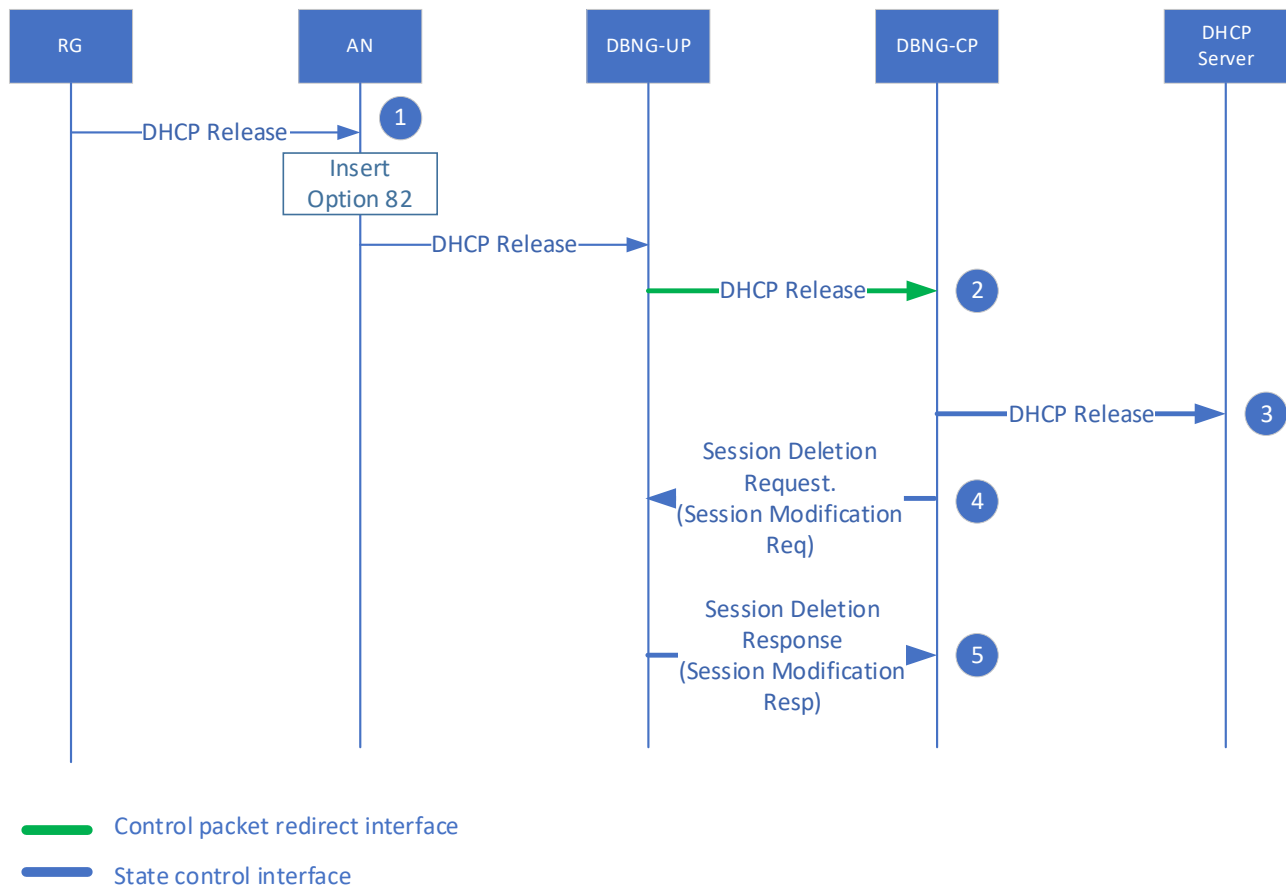 RG
AN
DBNG-UP
DBNG-CP
DHCP
Server
1
DHCP Release
Insert
Option 82
DHCP Release
DHCP Release
2
DHCP Release
3
Session Deletion
Request.
(Session Modification
Req)
4
Session Deletion
Response
(Session Modification
Resp)
5
Control packet redirect interface
State control interface